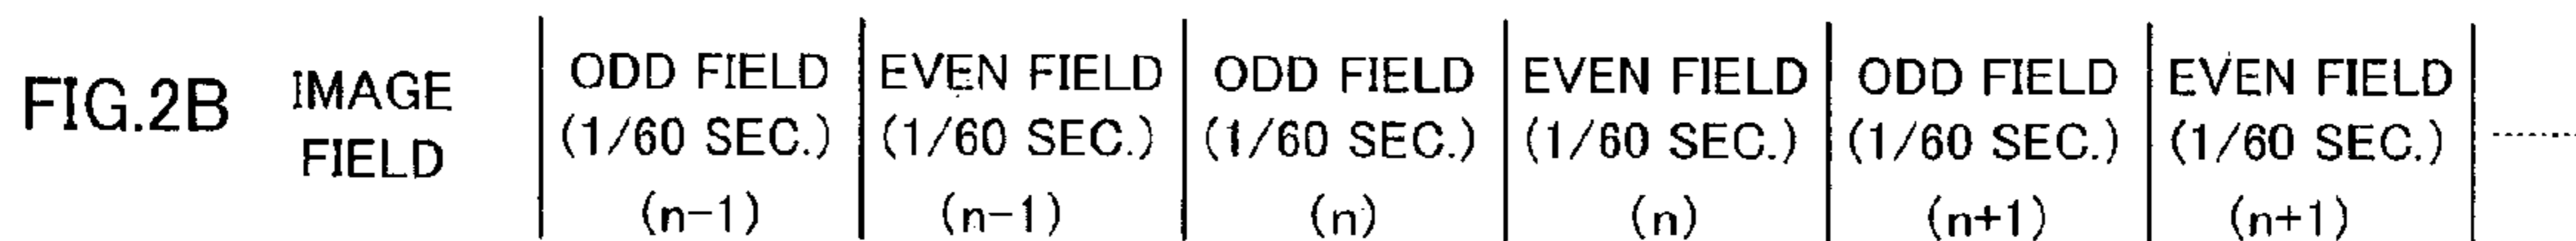 FIG.2B
IMAGE
FIELD
ODD FIELD
(1/60 SEC.)
(n-1)
EVEN FIELD
(1/60 SEC.)
(n-1)
ODD FIELD
(1/60 SEC.)
(n)
EVEN FIELD
(1/60 SEC.)
(n)
ODD FIELD
(1/60 SEC.)
(n+1)
EVEN FIELD
(1/60 SEC.)
(n+1)